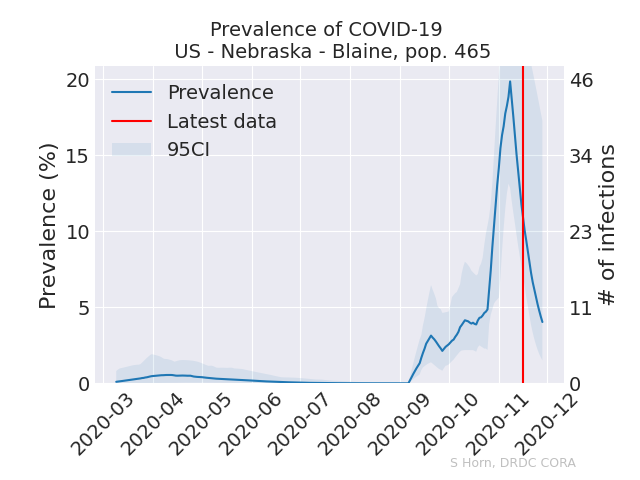 Prevalence of COVID-19
US - Nebraska - Blaine, pop. 465
Prevalence (%)
20
15
10
5
0
Prevalence
Latest data
95CI
46
34
23
11
0
# of infections
2020-03
2020-04
2020-05
2020-06
2020-07
2020-08
2020-09
2020-10
2020-11
2020-12
S Horn, DRDC CORA